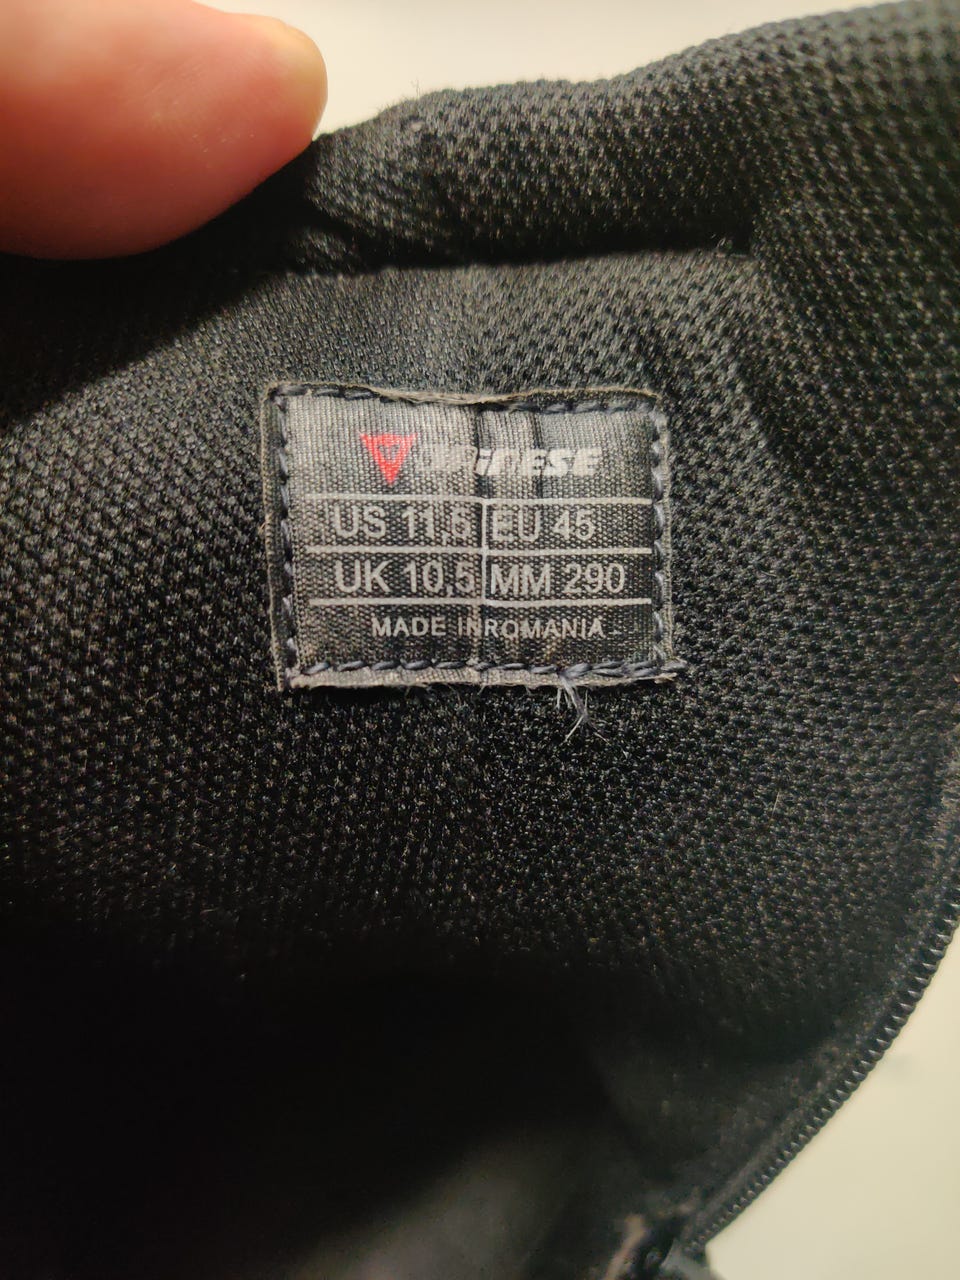 DAINESE
US 11,5 EU 45
UK 10,5 MM 290
MADE IN ROMANIA